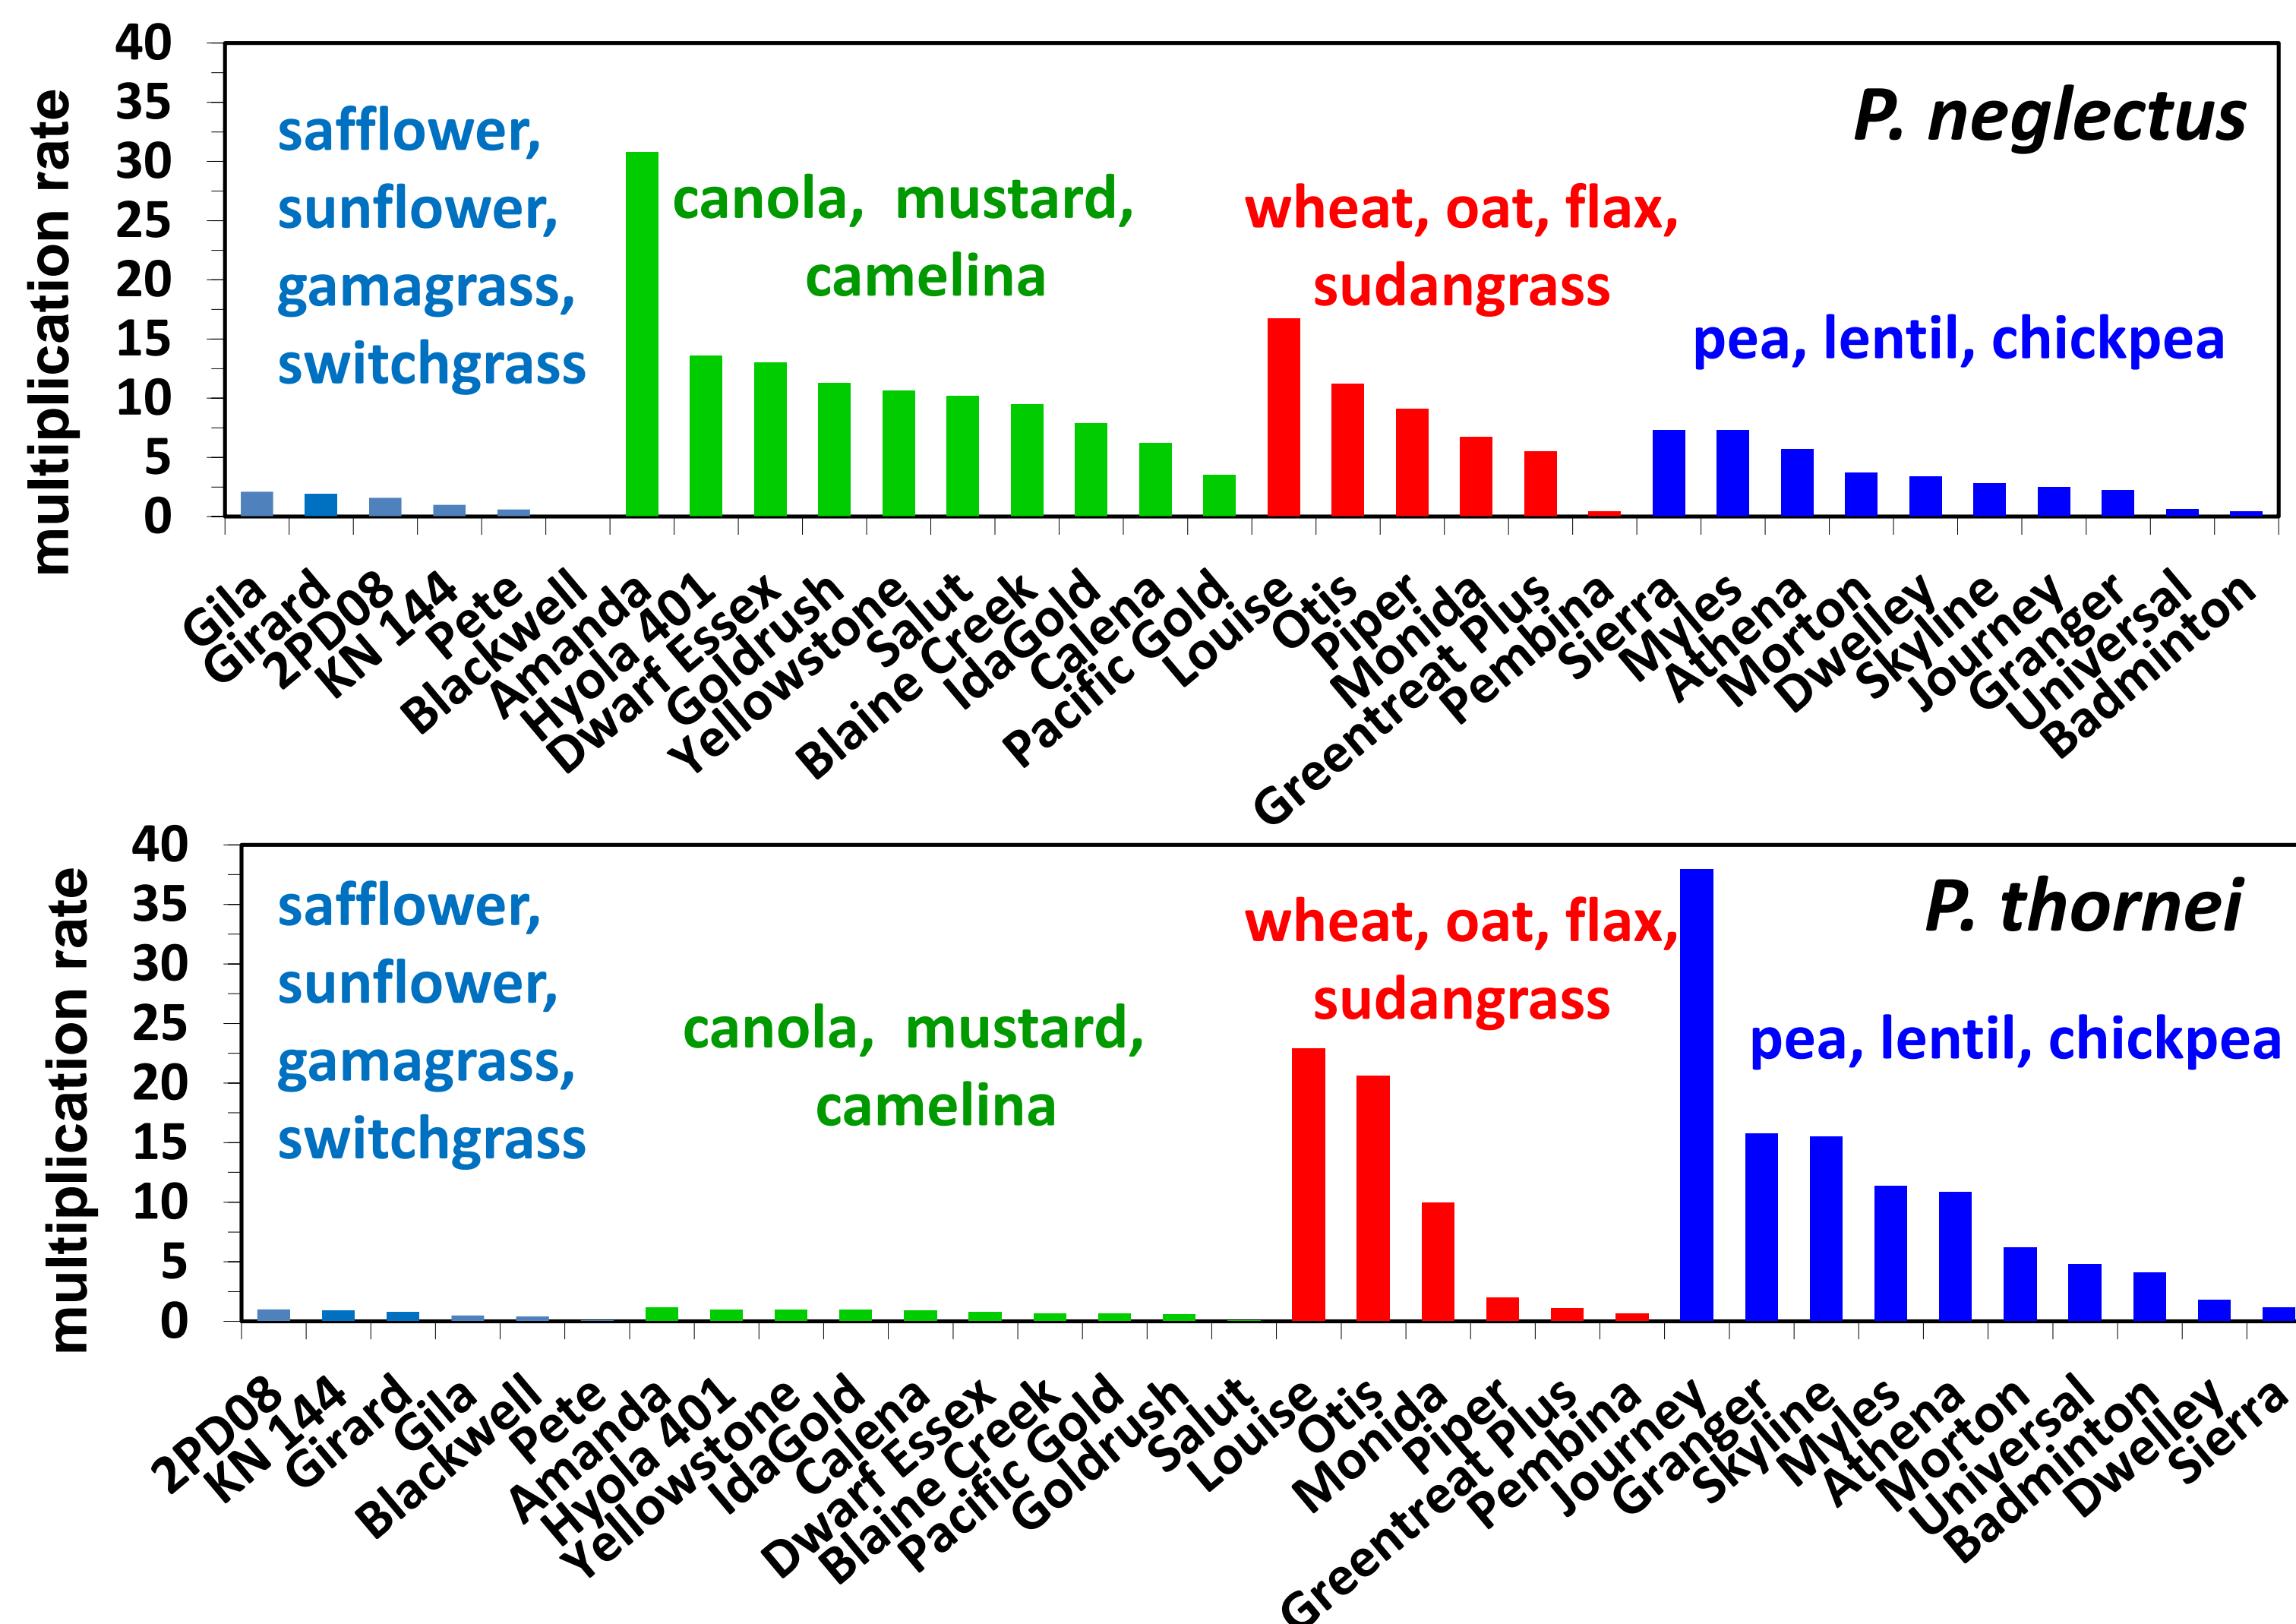 multiplication rate
40
35
30
25
20
15
10
5
0
safflower,
sunflower,
gamagrass,
switchgrass
canola, mustard,
camelina
wheat, oat, flax,
sudangrass
P. neglectus
pea, lentil, chickpea
Gila
Girard
2PD08
KN 144
Pete
Blackwell
Amanda
Hyola 401
Dwarf Essex
Goldrush
Yellowstone
Salut
Blaine Creek
IdaGold
Calena
Pacific Gold
Louise
Otis
Piper
Monida
Greentreat Plus
Pembina
Sierra
Myles
Athena
Morton
Dwelley
Skyline
Journey
Granger
Universal
Badminton
multiplication rate
40
35
30
25
20
15
10
5
0
safflower,
sunflower,
gamagrass,
switchgrass
canola, mustard,
camelina
wheat, oat, flax,
sudangrass
P. thornei
pea, lentil, chickpea
2PD08
KN 144
Girard
Gila
Blackwell
Pete
Amanda
Hyola 401
Yellowstone
IdaGold
Calena
Dwarf Essex
Blaine Creek
Pacific Gold
Goldrush
Salut
Louise
Otis
Monida
Piper
Greentreat Plus
Pembina
Journey
Granger
Skyline
Myles
Athena
Morton
Universal
Badminton
Dwelley
Sierra